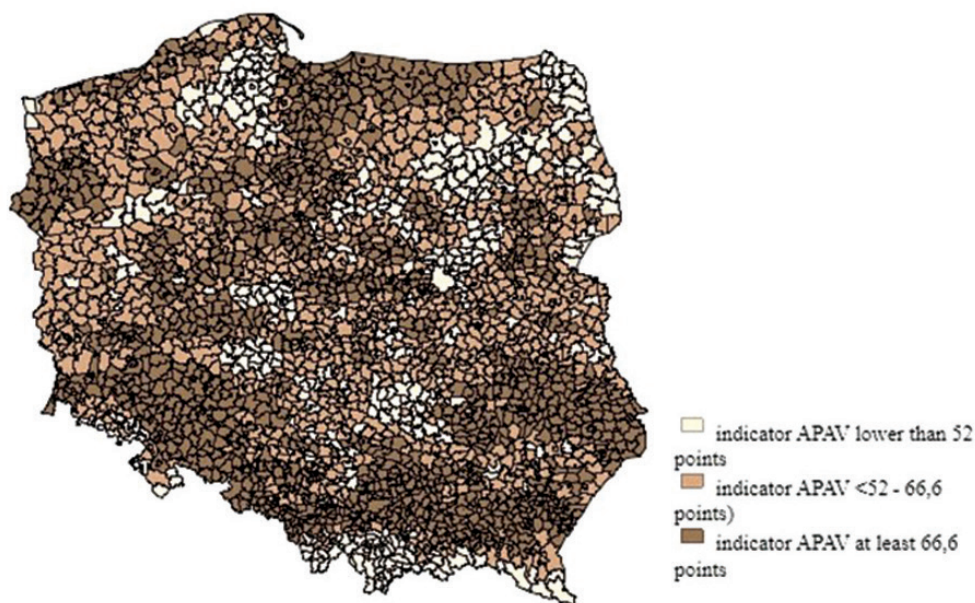 indicator APAV lower than 52
points
indicator APAV <52 - 66,6
points)
indicator APAV at least 66,6
points